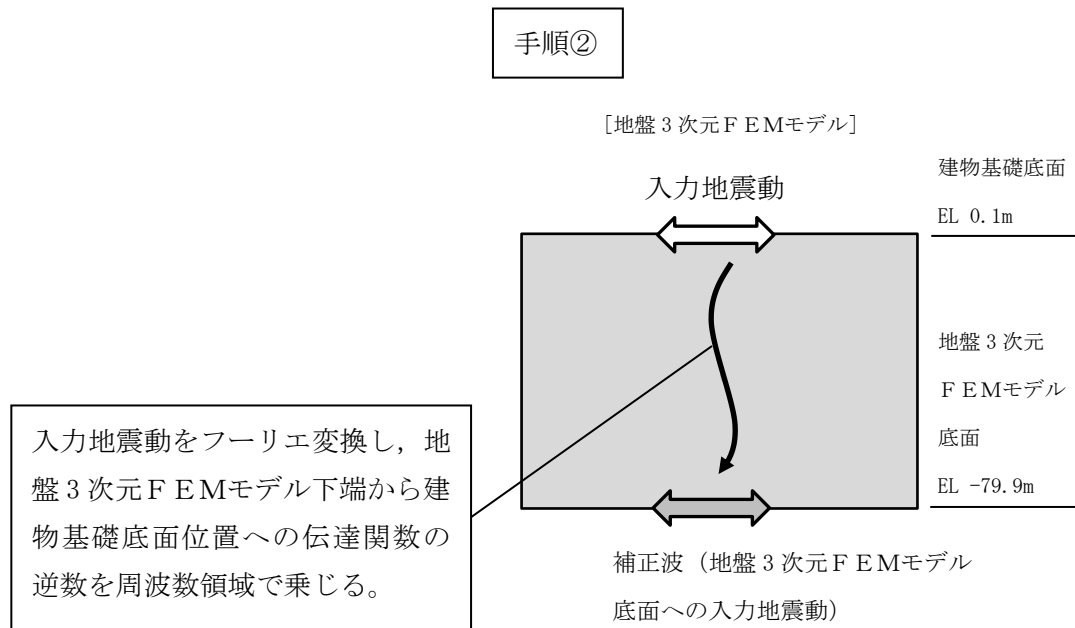 手順②
[地盤３次元ＦＥＭモデル]
入力地震動
建物基礎底面
EL 0.1m
地盤３次元
ＦＥＭモデル
底面
EL -79.9m
入力地震動をフーリエ変換し，地
盤３次元ＦＥＭモデル下端から建
物基礎底面位置への伝達関数の
逆数を周波数領域で乗じる。
補正波（地盤３次元ＦＥＭモデル
底面への入力地震動）